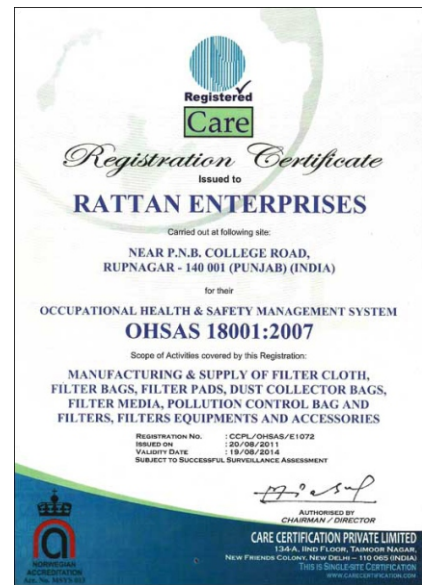 Registered
Care
Registration Certificate
Issued to
RATTAN ENTERPRISES
Carried out at following site:
NEAR P.N.B. COLLEGE ROAD,
RUPNAGAR - 140 001 (PUNJAB) (INDIA)
for their
OCCUPATIONAL HEALTH & SAFETY MANAGEMENT SYSTEM
OHSAS 18001:2007
Scope of Activities covered by this Registration:
MANUFACTURING & SUPPLY OF FILTER CLOTH,
FILTER BAGS, FILTER PADS, DUST COLLECTOR BAGS,
FILTER MEDIA, POLLUTION CONTROL BAG AND
FILTERS, FILTERS EQUIPMENTS AND ACCESSORIES
REGISTRATION NO. : CCPL/OHSAS/E1072
ISSUED ON : 20/08/2011
VALIDITY DATE : 19/08/2014
SUBJECT TO SUCCESSFUL SURVEILLANCE ASSESSMENT
AUTHORISED BY
CHAIRMAN / DIRECTOR
CARE CERTIFICATION PRIVATE LIMITED
134-A, IIND FLOOR, TAIMOOR NAGAR,
NEW FRIENDS COLONY, NEW DELHI – 110 065 (INDIA)
THIS IS SINGLE-SITE CERTIFICATION
WWW.CARECERTIFICATION.COM
NORWEGIAN
ACCREDITATION